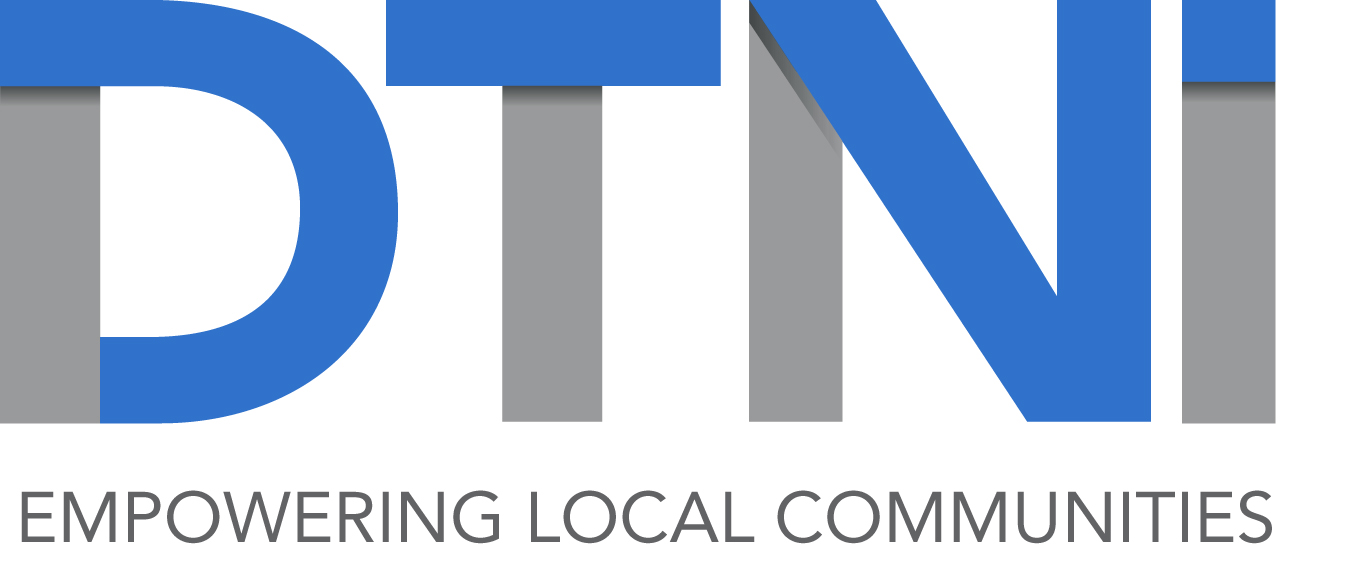 DTNi
EMPOWERING LOCAL COMMUNITIES